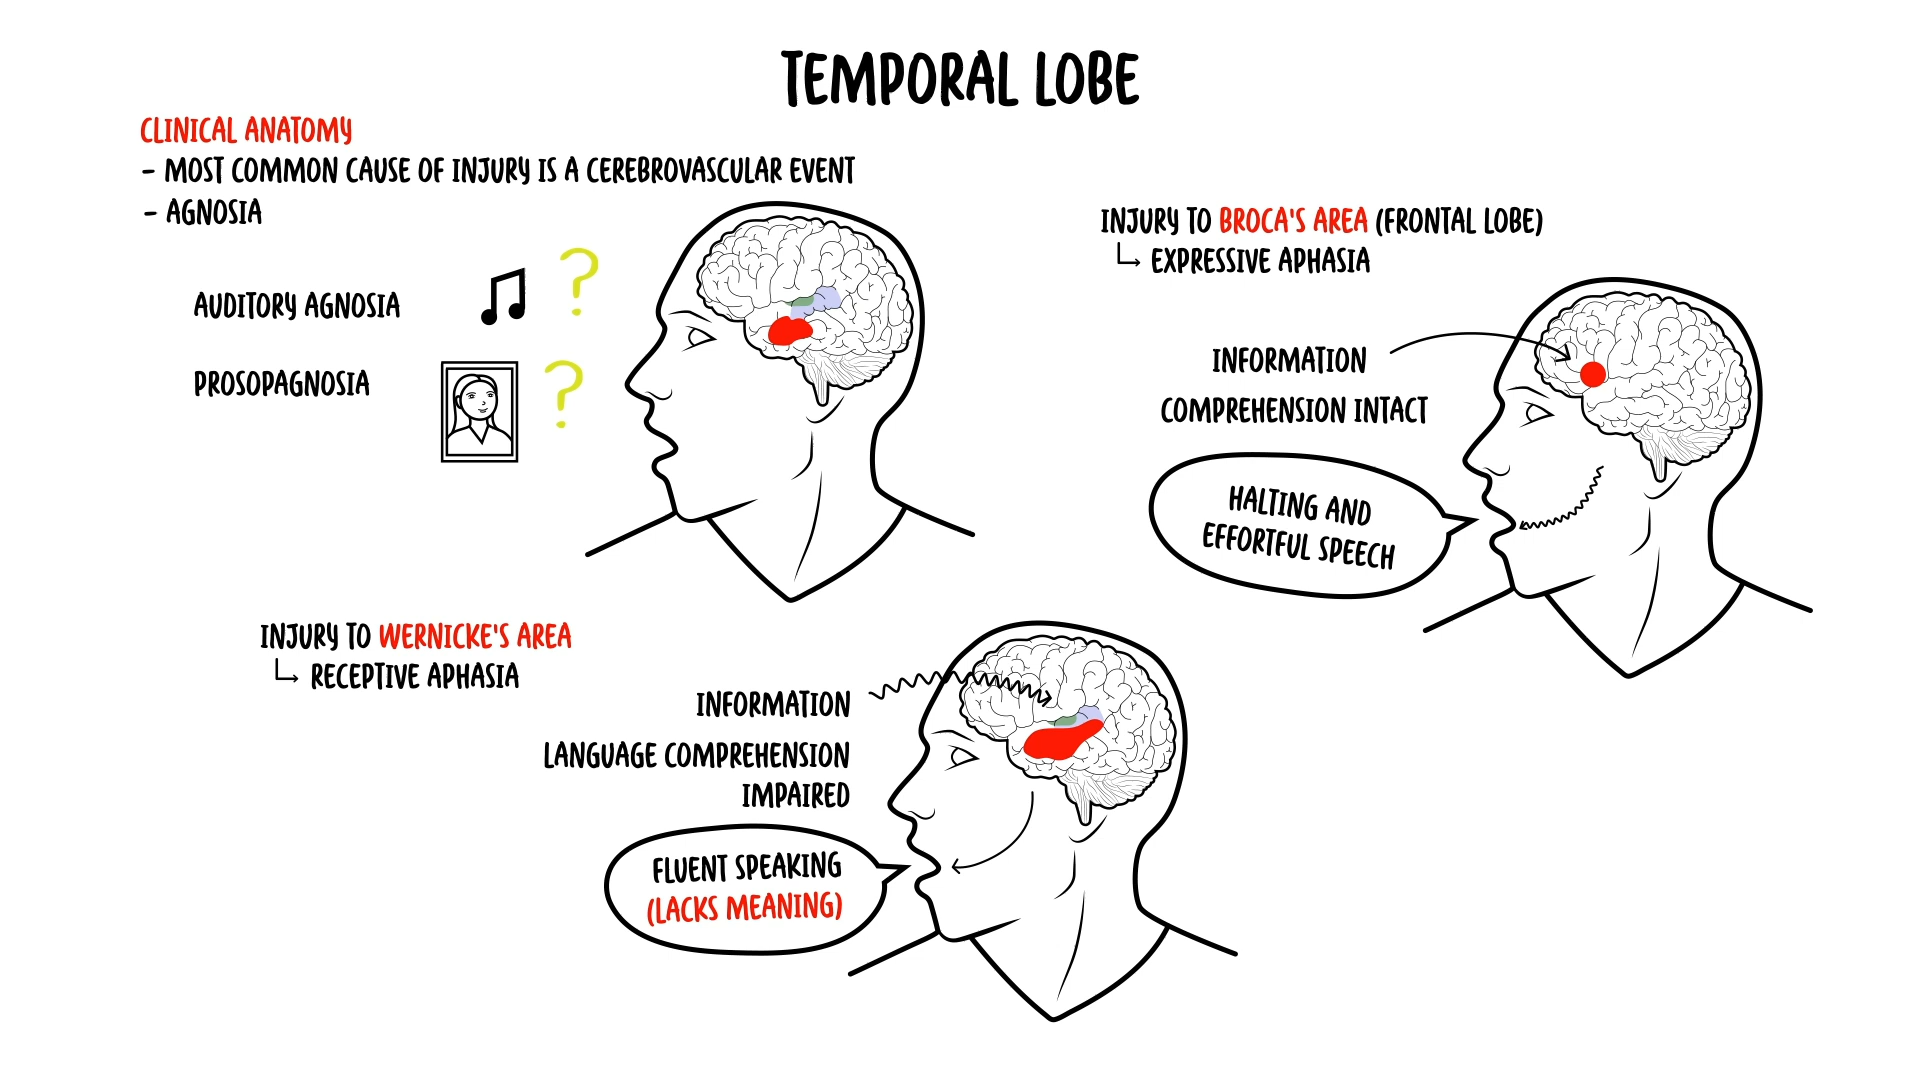 TEMPORAL LOBE
CLINICAL ANATOMY
- MOST COMMON CAUSE OF INJURY IS A CEREBROVASCULAR EVENT
- AGNOSIA
AUDITORY AGNOSIA
?
PROSOPAGNOSIA
?
INJURY TO BROCA'S AREA (FRONTAL LOBE)
EXPRESSIVE APHASIA
INFORMATION
COMPREHENSION INTACT
HALTING AND
EFFORTFUL SPEECH
INJURY TO WERNICKE'S AREA
RECEPTIVE APHASIA
INFORMATION
LANGUAGE COMPREHENSION
IMPAIRED
FLUENT SPEAKING
(LACKS MEANING)